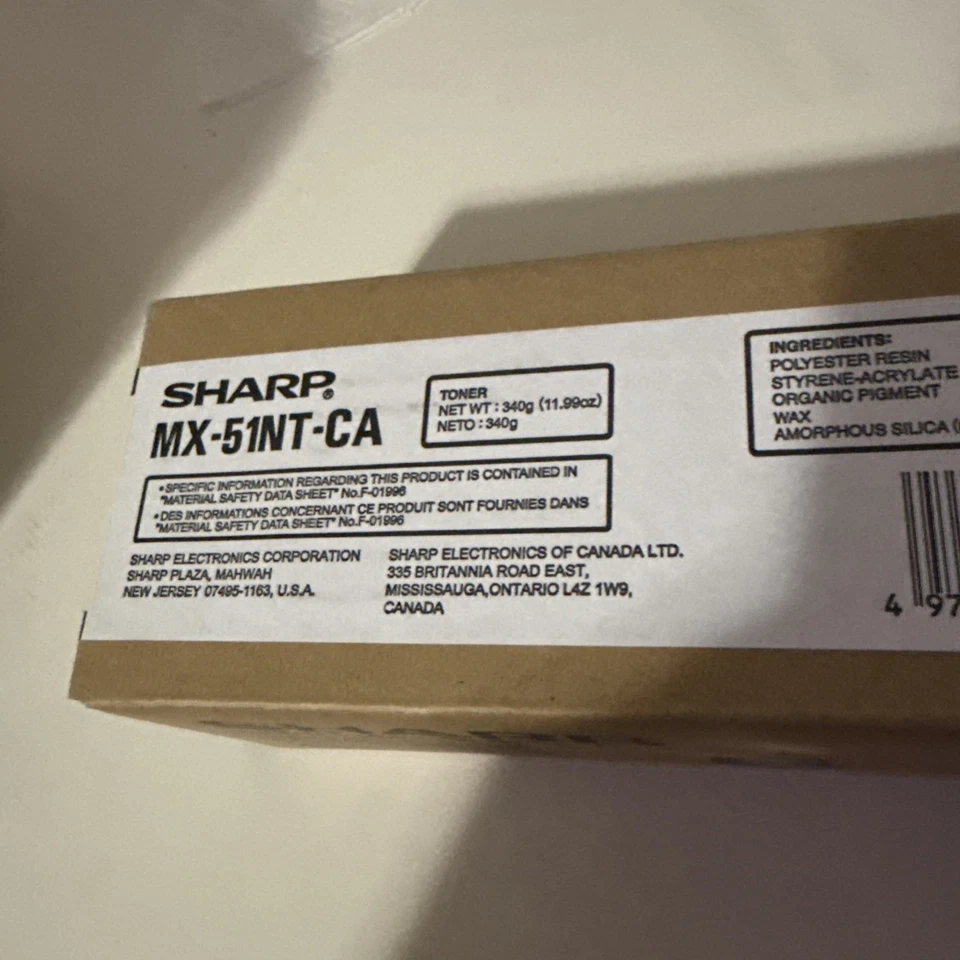 SHARP®
MX-51NT-CA
TONER
NET WT : 340g (11.99oz)
NETO : 340g
•SPECIFIC INFORMATION REGARDING THIS PRODUCT IS CONTAINED IN
"MATERIAL SAFETY DATA SHEET" No.F-01996
•DES INFORMATIONS CONCERNANT CE PRODUIT SONT FOURNIES DANS
"MATERIAL SAFETY DATA SHEET" No.F-01996
SHARP ELECTRONICS CORPORATION
SHARP PLAZA, MAHWAH
NEW JERSEY 07495-1163, U.S.A.
SHARP ELECTRONICS OF CANADA LTD.
335 BRITANNIA ROAD EAST,
MISSISSAUGA,ONTARIO L4Z 1W9,
CANADA
INGREDIENTS:
POLYESTER RESIN
STYRENE-ACRYLATE
ORGANIC PIGMENT
WAX
AMORPHOUS SILICA (
4 97